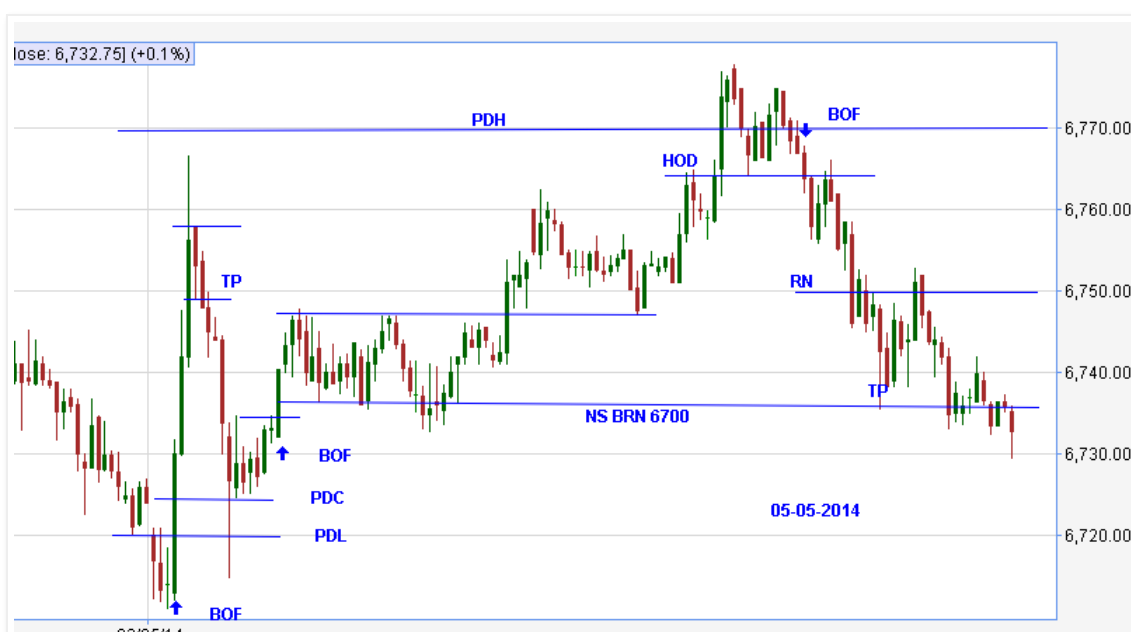 lose: 6,732.75] (+0.1%)
PDH
BOF
6,770.00
HOD
6,760.00
TP
RN
6,750.00
6,740.00
TP
NS BRN 6700
BOF
6,730.00
PDC
05-05-2014
PDL
6,720.00
BOF